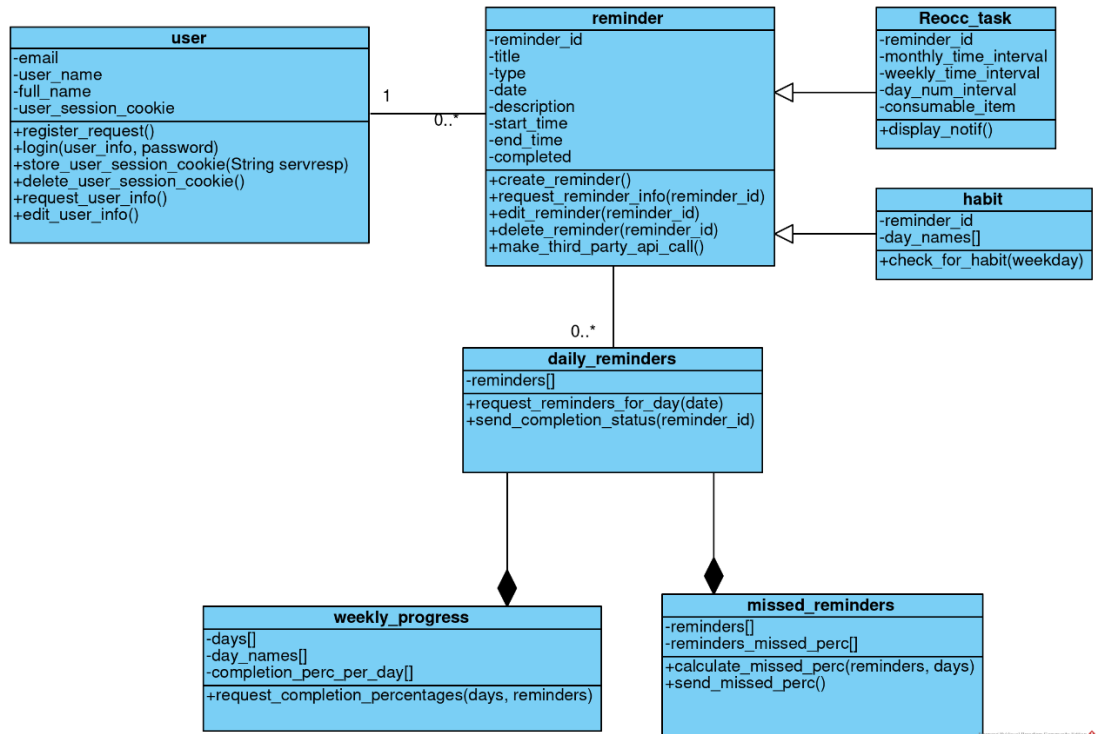 user
-email
-user_name
-full_name
-user_session_cookie
+register_request()
+login(user_info, password)
+store_user_session_cookie(String servresp)
+delete_user_session_cookie()
+request_user_info()
+edit_user_info()
1
0..*
reminder
-reminder_id
-title
-type
-date
-description
-start_time
-end_time
-completed
+create_reminder()
+request_reminder_info(reminder_id)
+edit_reminder(reminder_id)
+delete_reminder(reminder_id)
+make_third_party_api_call()
Reocc_task
-reminder_id
-monthly_time_interval
-weekly_time_interval
-day_num_interval
-consumable_item
+display_notif()
habit
-reminder_id
-day_names[]
+check_for_habit(weekday)
0..*
daily_reminders
-reminders[]
+request_reminders_for_day(date)
+send_completion_status(reminder_id)
weekly_progress
-days[]
-day_names[]
-completion_perc_per_day[]
+request_completion_percentages(days, reminders)
missed_reminders
-reminders[]
-reminders_missed_perc[]
+calculate_missed_perc(reminders, days)
+send_missed_perc()